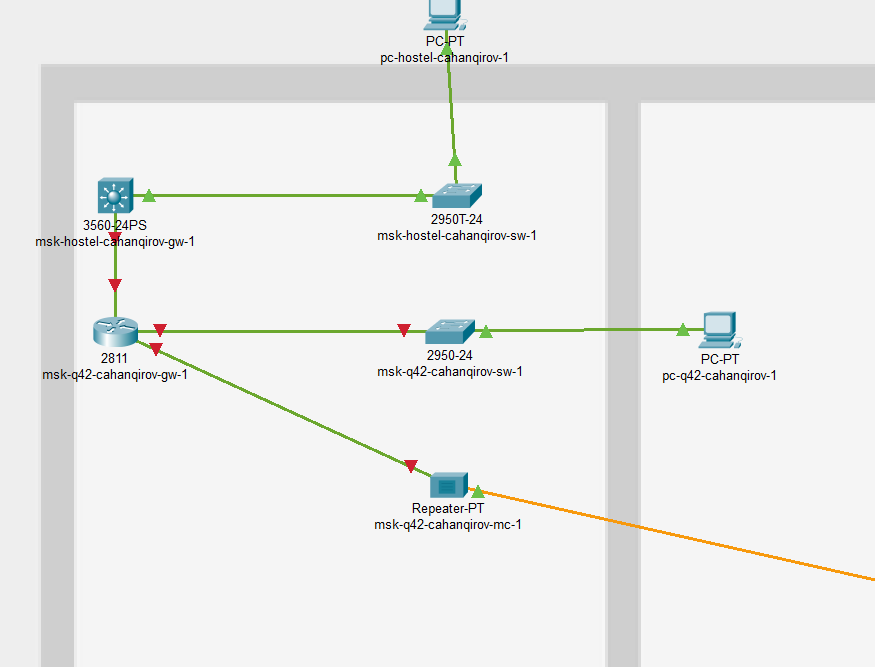 PC-PT
pc-hostel-cahanqirov-1
3560-24PS
msk-hostel-cahanqirov-gw-1
2950T-24
msk-hostel-cahanqirov-sw-1
2811
msk-q42-cahanqirov-gw-1
2950-24
msk-q42-cahanqirov-sw-1
PC-PT
pc-q42-cahanqirov-1
Repeater-PT
msk-q42-cahanqirov-mc-1